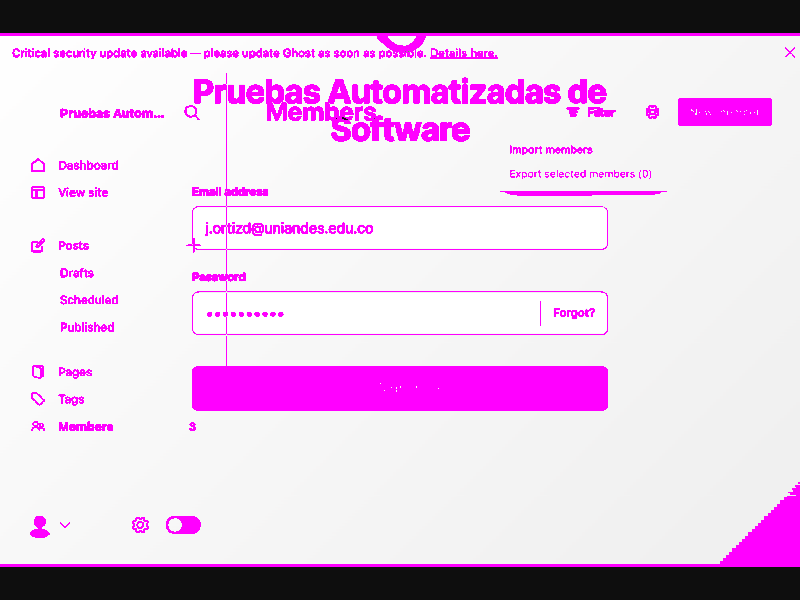 Critical security update available — please update Ghost as soon as possible. Details here.
Pruebas Automatizadas de
Software
Pruebas Autom...
Members
Filter
New member
Import members
Export selected members (0)
Dashboard
View site
Email address
j.ortizd@uniandes.edu.co
Posts
Drafts
Password
Scheduled
••••••••••
Forgot?
Published
Pages
Tags
Members
3